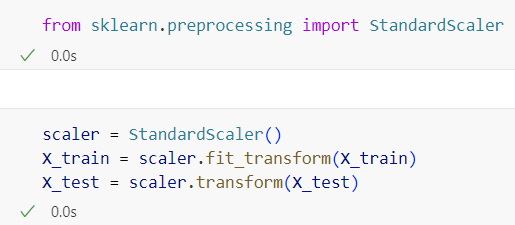 from sklearn.preprocessing import StandardScaler
✓ 0.0s
scaler = StandardScaler()
X_train = scaler.fit_transform(X_train)
X_test = scaler.transform(X_test)
✓ 0.0s